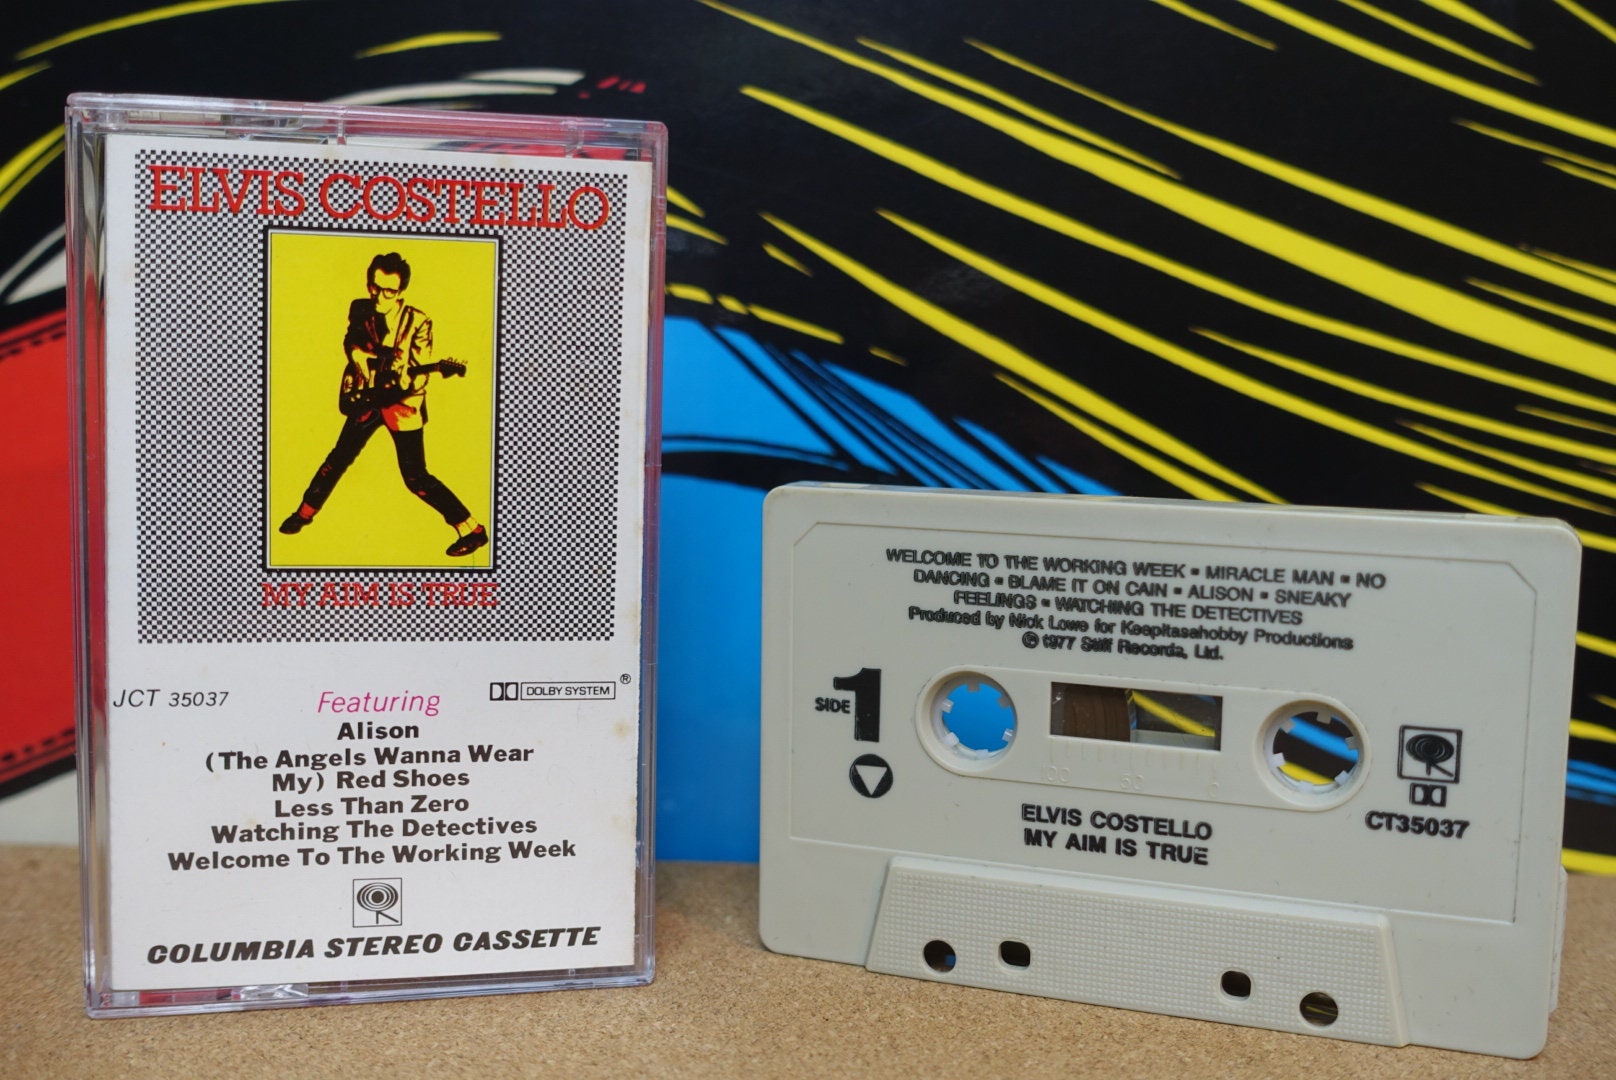 ELVIS COSTELLO
MY AIM IS TRUE
JCT 35037
Featuring
DOLBY SYSTEM ®
Alison
(The Angels Wanna Wear
My) Red Shoes
Less Than Zero
Watching The Detectives
Welcome To The Working Week
COLUMBIA STEREO CASSETTE
WELCOME TO THE WORKING WEEK ▪ MIRACLE MAN ▪ NO
DANCING ▪ BLAME IT ON CAIN ▪ ALISON ▪ SNEAKY
FEELINGS ▪ WATCHING THE DETECTIVES
Produced by Nick Lowe for Keepitasahobby Productions
℗ 1977 Stiff Records, Ltd.
SIDE 1
100 50 0
ELVIS COSTELLO
MY AIM IS TRUE
CT35037